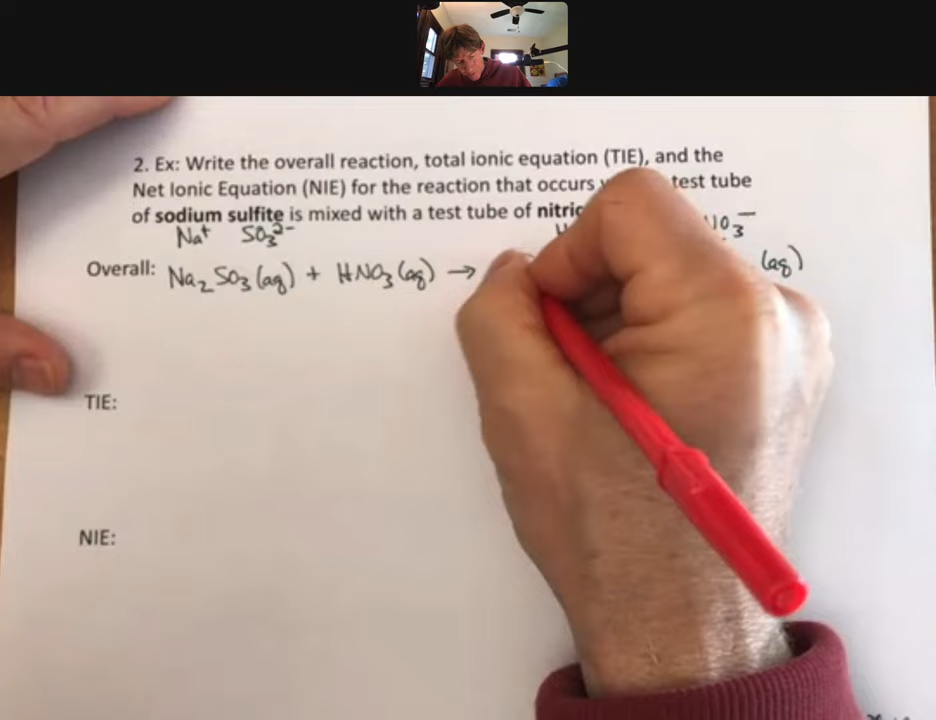 2. Ex: Write the overall reaction, total ionic equation (TIE), and the
Net Ionic Equation (NIE) for the reaction that occurs test tube
of sodium sulfite is mixed with a test tube of
Na⁺ SO₃²⁻ NO₃⁻
Overall: Na₂SO₃(aq) + HNO₃(aq) → (aq)
TIE:
NIE: